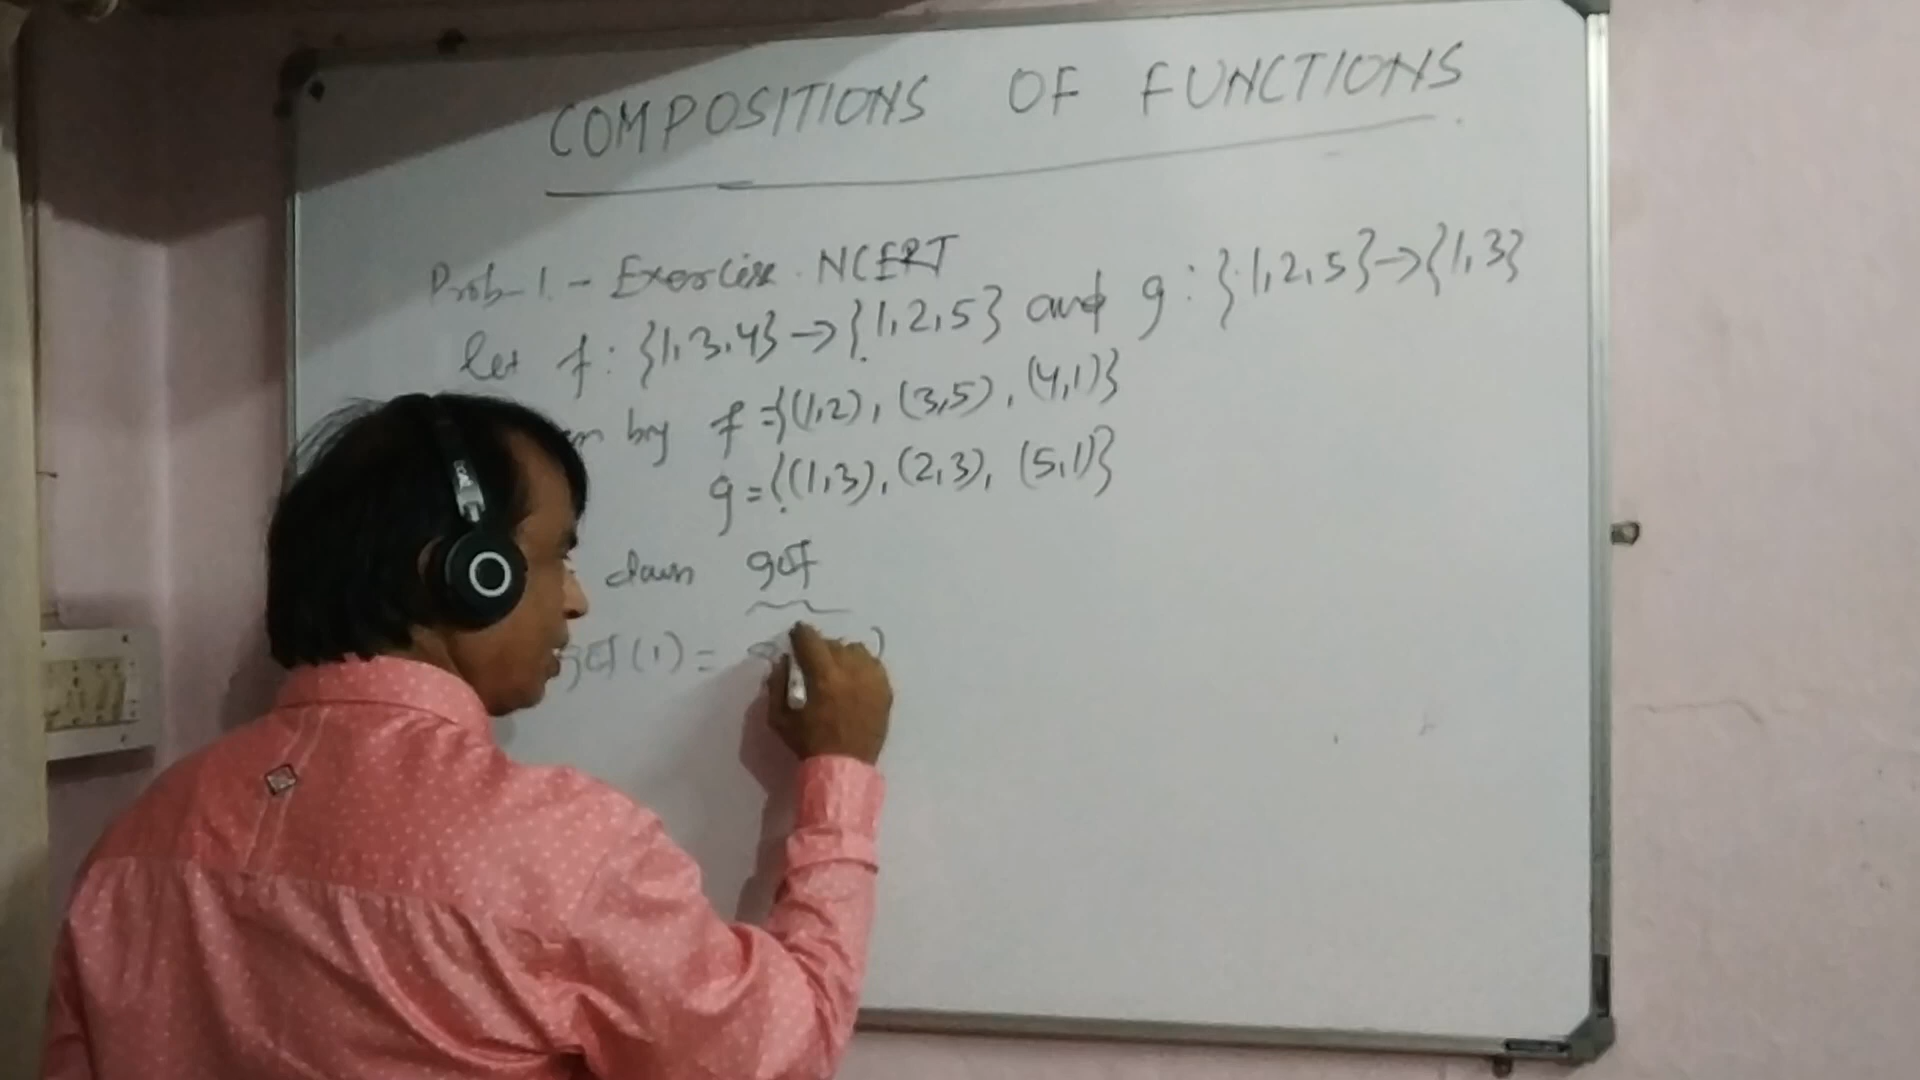 COMPOSITIONS OF FUNCTIONS
Prob-1. - Exercise. NCERT
let f: {1,3,4} → {1,2,5} and g: {1,2,5} → {1,3}
by f = {(1,2), (3,5), (4,1)}
g = {(1,3), (2,3), (5,1)}
down gof
gof(1) =